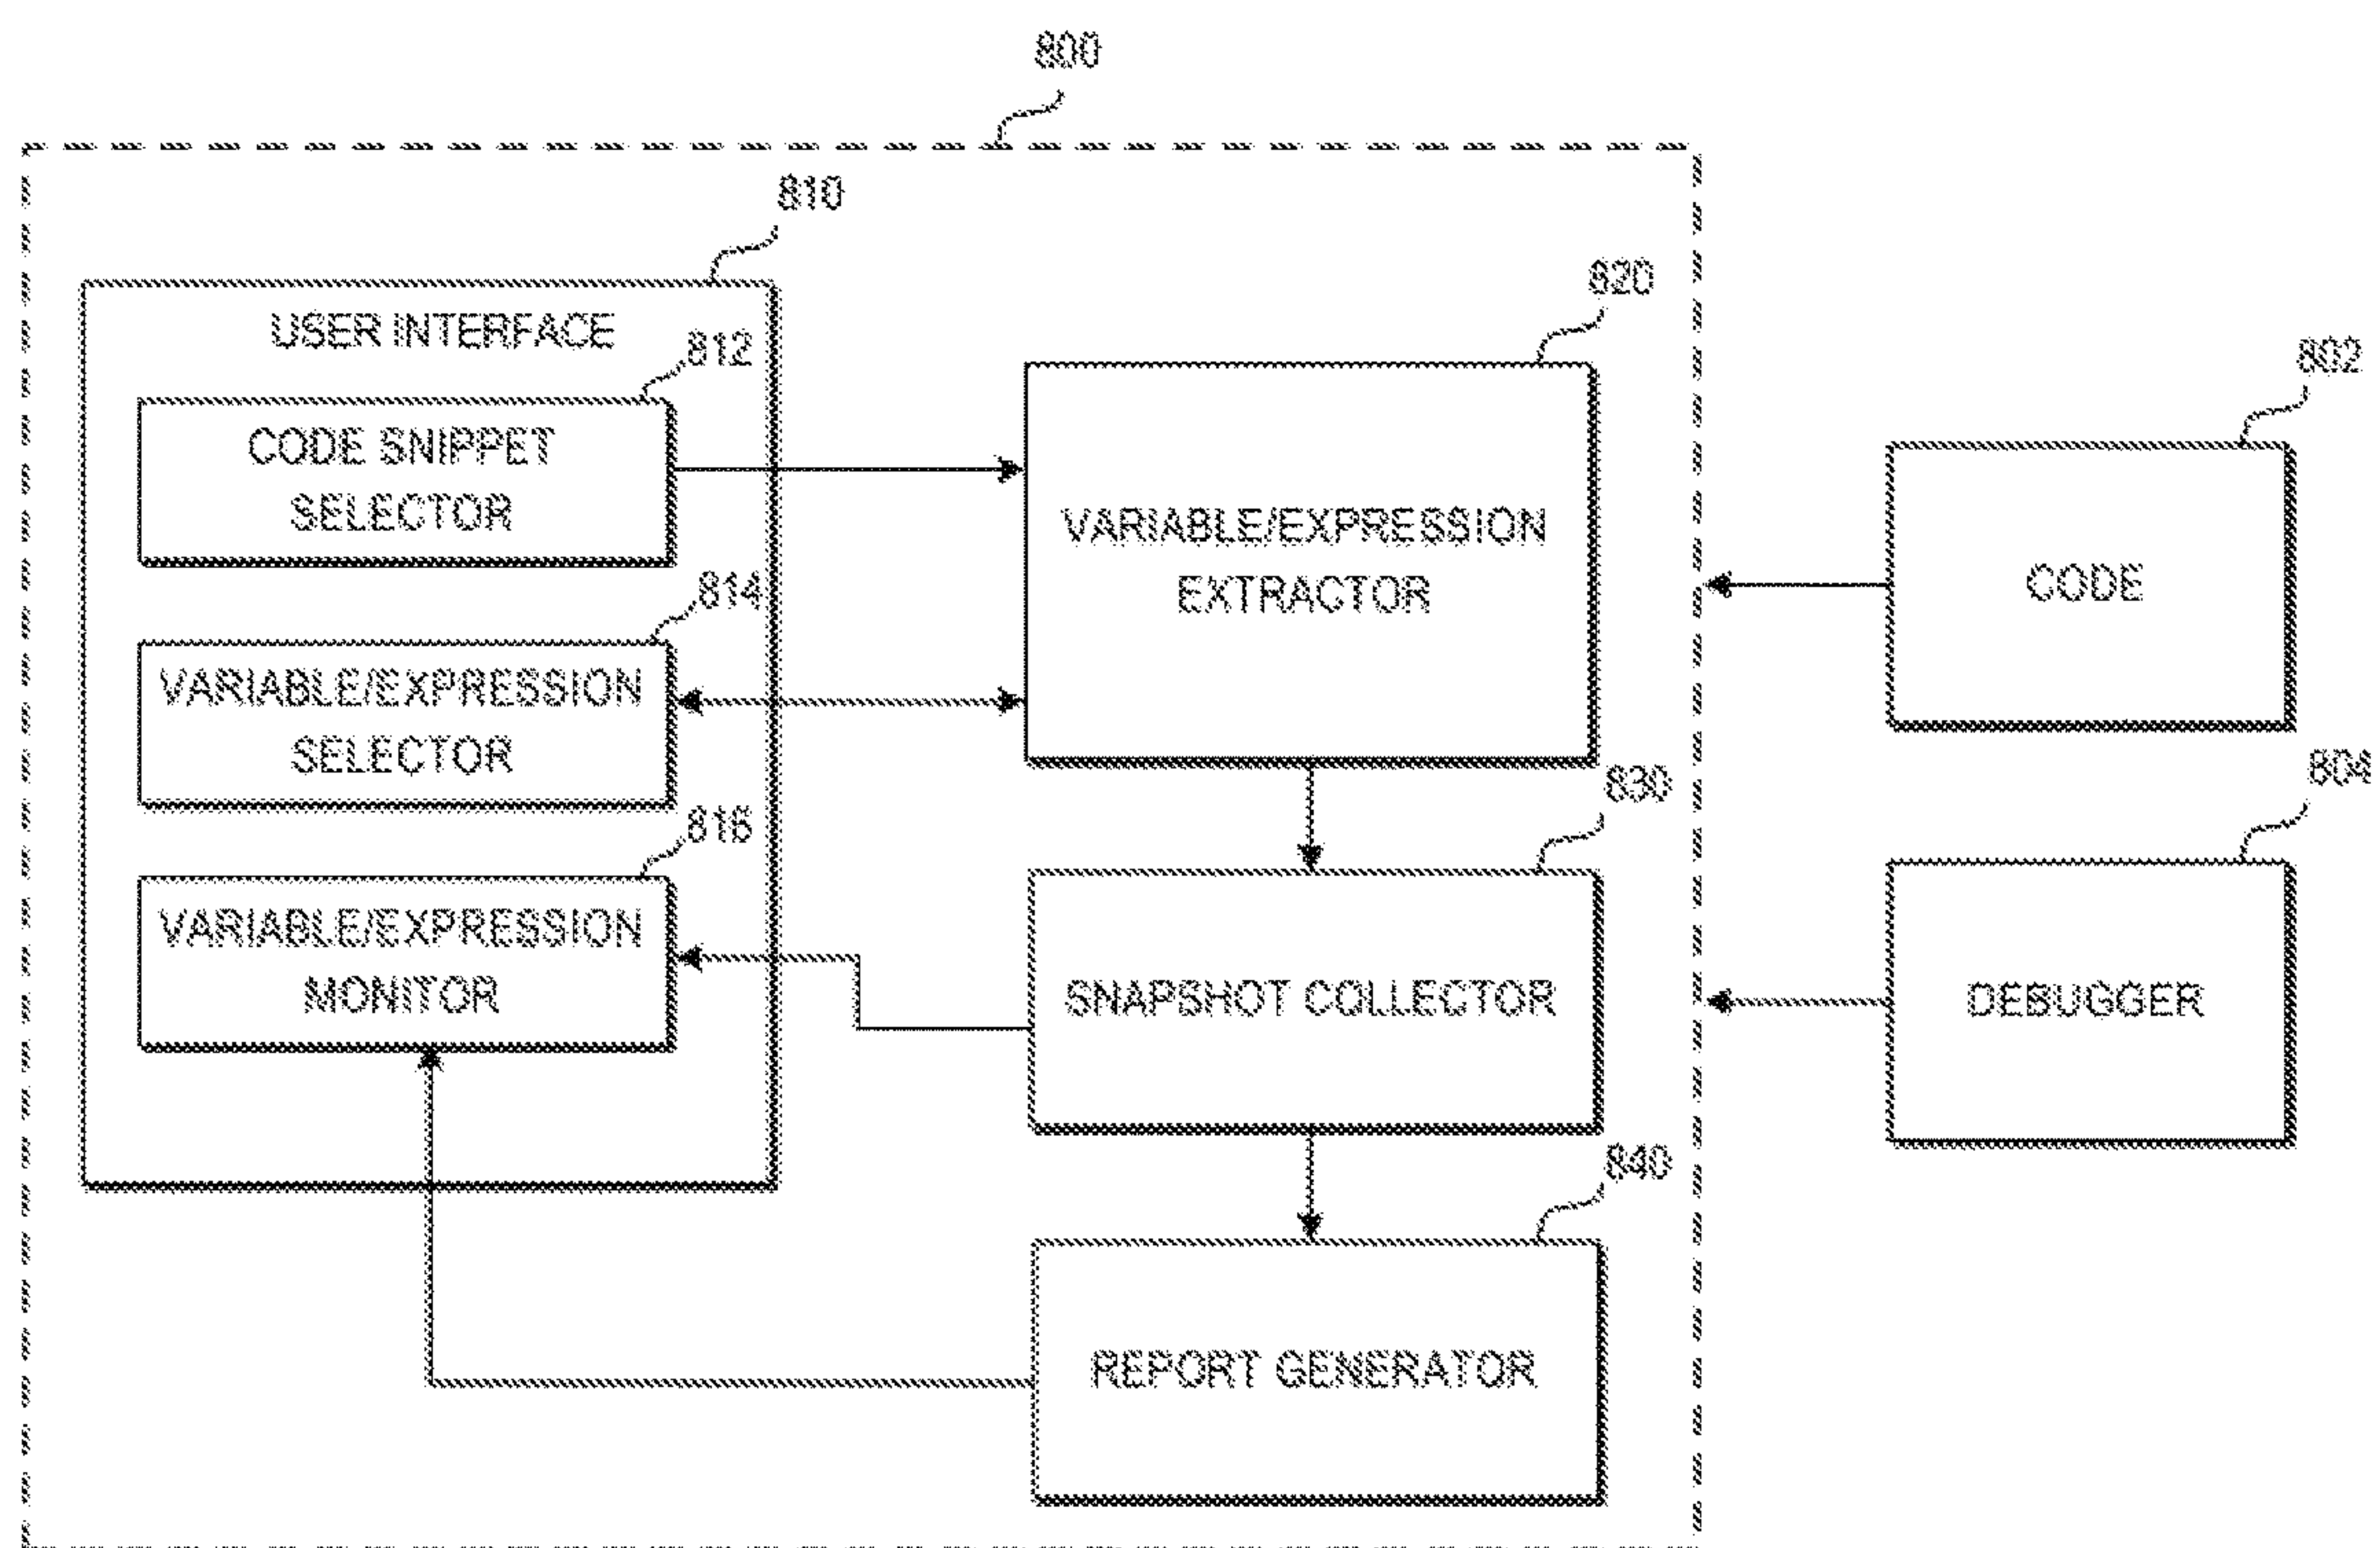 800
810
USER INTERFACE
812
CODE SNIPPET
SELECTOR
814
VARIABLE/EXPRESSION
SELECTOR
816
VARIABLE/EXPRESSION
MONITOR
820
VARIABLE/EXPRESSION
EXTRACTOR
830
SNAPSHOT COLLECTOR
840
REPORT GENERATOR
802
CODE
804
DEBUGGER